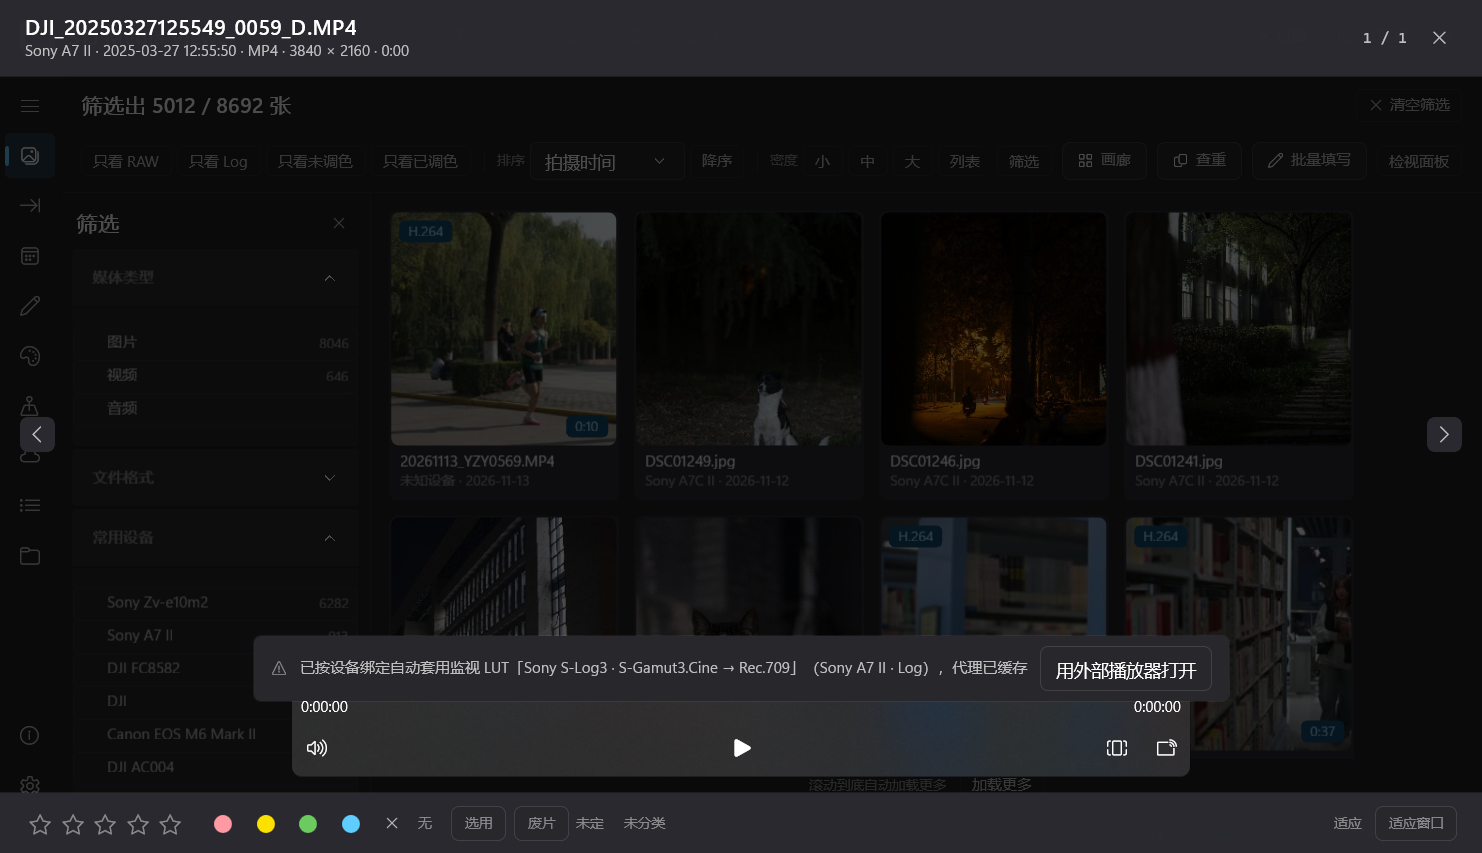 DJI_20250327125549_0059_D.MP4
Sony A7 II · 2025-03-27 12:55:50 · MP4 · 3840 × 2160 · 0:00
1 / 1
筛选出 5012 / 8692 张
清空筛选
只看 RAW 只看 Log 只看未调色 只看已调色 排序 拍摄时间 降序 密度 小 中 大 列表 筛选 画廊 查重 批量填写 检视面板
筛选
媒体类型
图片 8046
视频 646
音频
文件格式
常用设备
Sony Zv-e10m2 6282
Sony A7 II
DJI FC8582
DJI
Canon EOS M6 Mark II
DJI AC004
H.264
0:10
20261113_YZY0569.MP4
未知设备 · 2026-11-13
DSC01249.jpg
Sony A7C II · 2026-11-12
DSC01246.jpg
Sony A7C II · 2026-11-12
DSC01241.jpg
Sony A7C II · 2026-11-12
H.264
H.264
0:37
已按设备绑定自动套用监视 LUT「Sony S-Log3 · S-Gamut3.Cine → Rec.709」（Sony A7 II · Log），代理已缓存
用外部播放器打开
0:00:00
0:00:00
滚动到底自动加载更多 加载更多
无 选用 废片 未定 未分类 适应 适应窗口